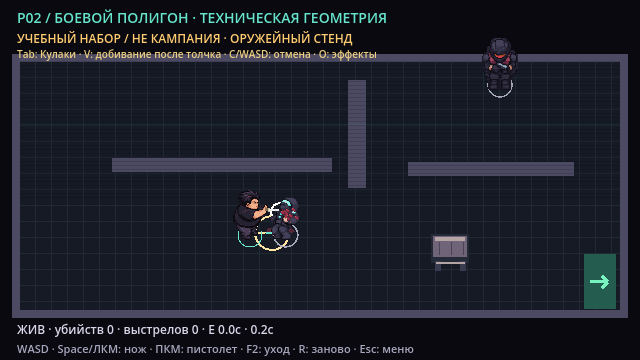 P02 / БОЕВОЙ ПОЛИГОН · ТЕХНИЧЕСКАЯ ГЕОМЕТРИЯ
УЧЕБНЫЙ НАБОР / НЕ КАМПАНИЯ · ОРУЖЕЙНЫЙ СТЕНД
Tab: Кулаки · V: добивание после толчка · C/WASD: отмена · O: эффекты
ЖИВ · убийств 0 · выстрелов 0 · E 0.0с · 0.2с
WASD · Space/ЛКМ: нож · ПКМ: пистолет · F2: уход · R: заново · Esc: меню